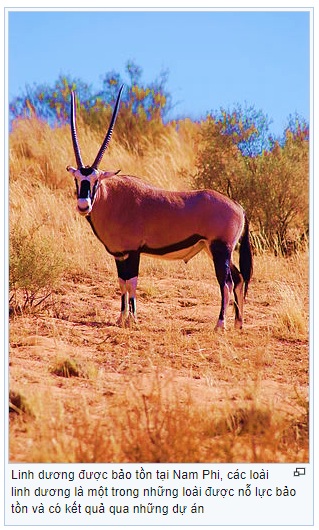 Linh dương được bảo tồn tại Nam Phi, các loài
linh dương là một trong những loài được nỗ lực bảo
tồn và có kết quả qua những dự án